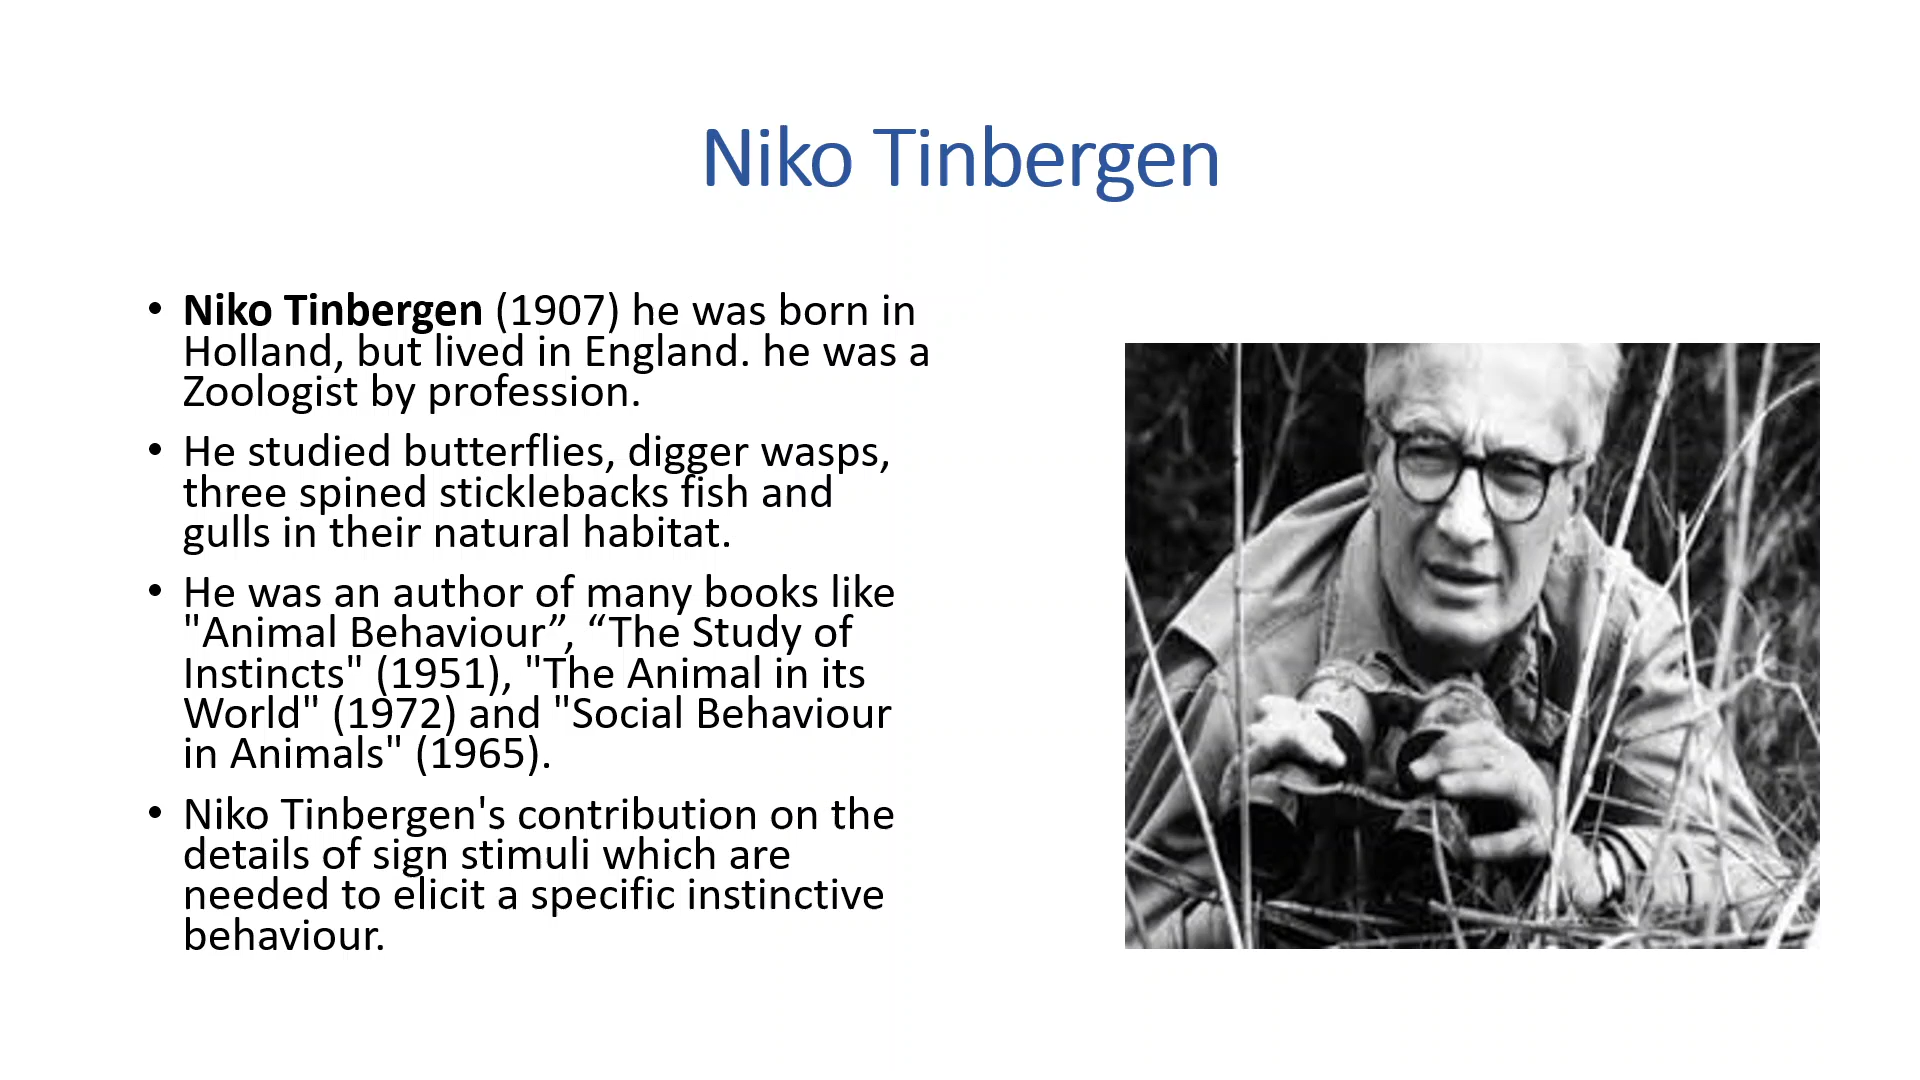 Niko Tinbergen
• Niko Tinbergen (1907) he was born in
Holland, but lived in England. he was a
Zoologist by profession.
• He studied butterflies, digger wasps,
three spined sticklebacks fish and
gulls in their natural habitat.
• He was an author of many books like
"Animal Behaviour”, “The Study of
Instincts" (1951), "The Animal in its
World" (1972) and "Social Behaviour
in Animals" (1965).
• Niko Tinbergen's contribution on the
details of sign stimuli which are
needed to elicit a specific instinctive
behaviour.